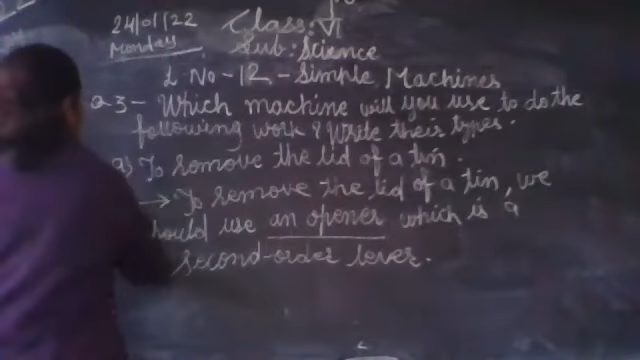 24/01/22
Class: VI
Monday
Sub: Science
L No-12-Simple Machines
Q3- Which machine will you use to do the
following work? Write their types.
a) To remove the lid of a tin.
→ To remove the lid of a tin, we
should use an opener which is a
second-order lever.